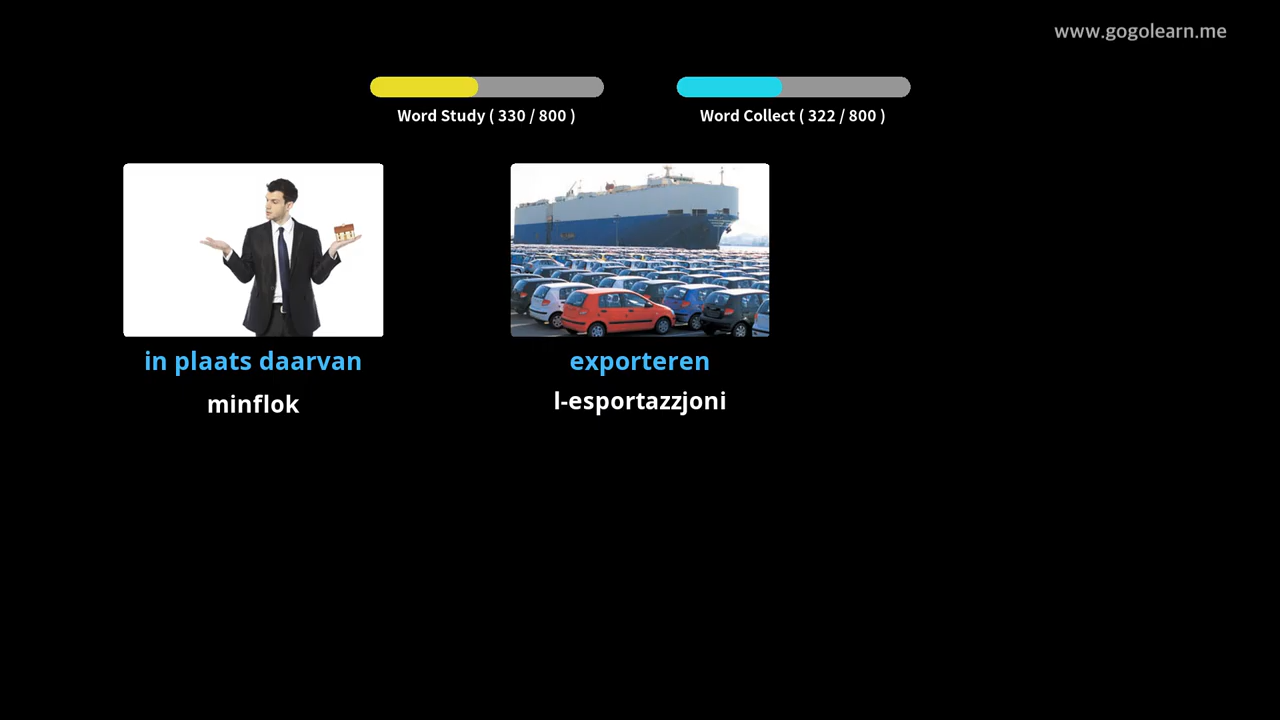 www.gogolearn.me
Word Study ( 330 / 800 )
Word Collect ( 322 / 800 )
in plaats daarvan
minflok
exporteren
l-esportazzjoni